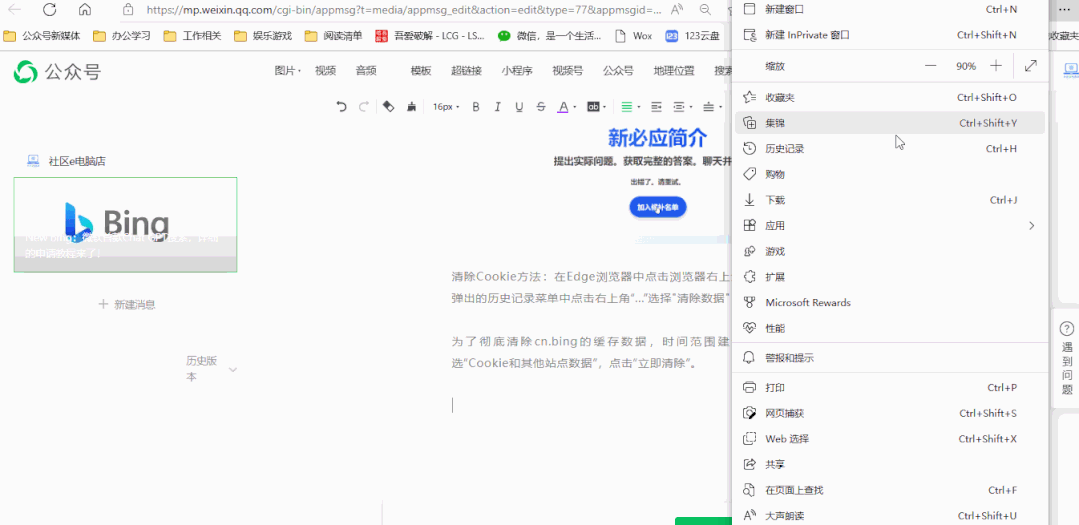 https://mp.weixin.qq.com/cgi-bin/appmsg?t=media/appmsg_edit&action=edit&type=77&appmsgid=...
公众号新媒体 办公学习 工作相关 娱乐游戏 阅读清单 吾爱破解 - LCG - LS... 微信，是一个生活... Wox 123云盘
收藏夹
公众号
图片 视频 音频 模板 超链接 小程序 视频号 公众号 地理位置 搜索
16px B I U S A ab
社区e电脑店
Bing
的申请教程来了！
新建消息
历史版
本
新必应简介
提出实际问题。获取完整的答案。聊天并
出错了。请重试。
加入候补名单
清除Cookie方法：在Edge浏览器中点击浏览器右上
弹出的历史记录菜单中点击右上角“...”选择"清除数据"
为了彻底清除cn.bing的缓存数据，时间范围建
选“Cookie和其他站点数据”，点击“立即清除”。
新建窗口 Ctrl+N
新建 InPrivate 窗口 Ctrl+Shift+N
缩放 90%
收藏夹 Ctrl+Shift+O
集锦 Ctrl+Shift+Y
历史记录 Ctrl+H
购物
下载 Ctrl+J
应用
游戏
扩展
Microsoft Rewards
性能
警报和提示
打印 Ctrl+P
网页捕获 Ctrl+Shift+S
Web 选择 Ctrl+Shift+X
共享
在页面上查找 Ctrl+F
大声朗读 Ctrl+Shift+U
遇
到
问
题